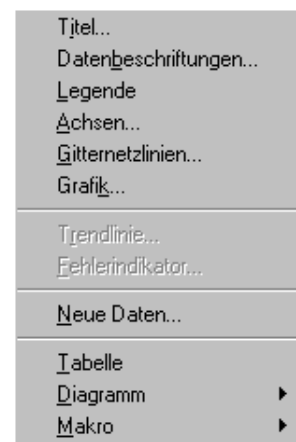 Titel...
Datenbeschriftungen...
Legende
Achsen...
Gitternetzlinien...
Grafik...
Trendlinie...
Fehlerindikator...
Neue Daten...
Tabelle
Diagramm
Makro